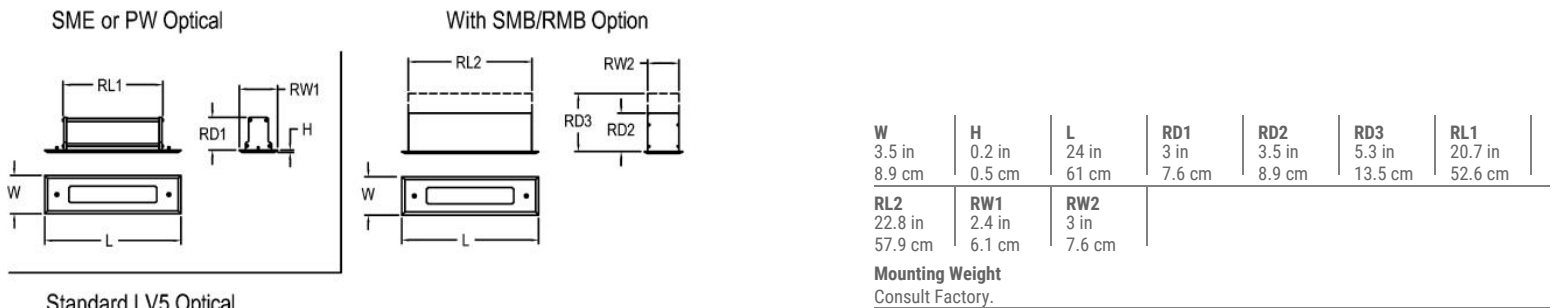 SME or PW Optical
With SMB/RMB Option
RL1
RW1
RD1
H
W
L
RL2
RW2
RD3
RD2
W
L
W H L RD1 RD2 RD3 RL1
3.5 in 0.2 in 24 in 3 in 3.5 in 5.3 in 20.7 in
8.9 cm 0.5 cm 61 cm 7.6 cm 8.9 cm 13.5 cm 52.6 cm
RL2 RW1 RW2
22.8 in 2.4 in 3 in
57.9 cm 6.1 cm 7.6 cm
Mounting Weight
Consult Factory.
Standard LV5 Optical